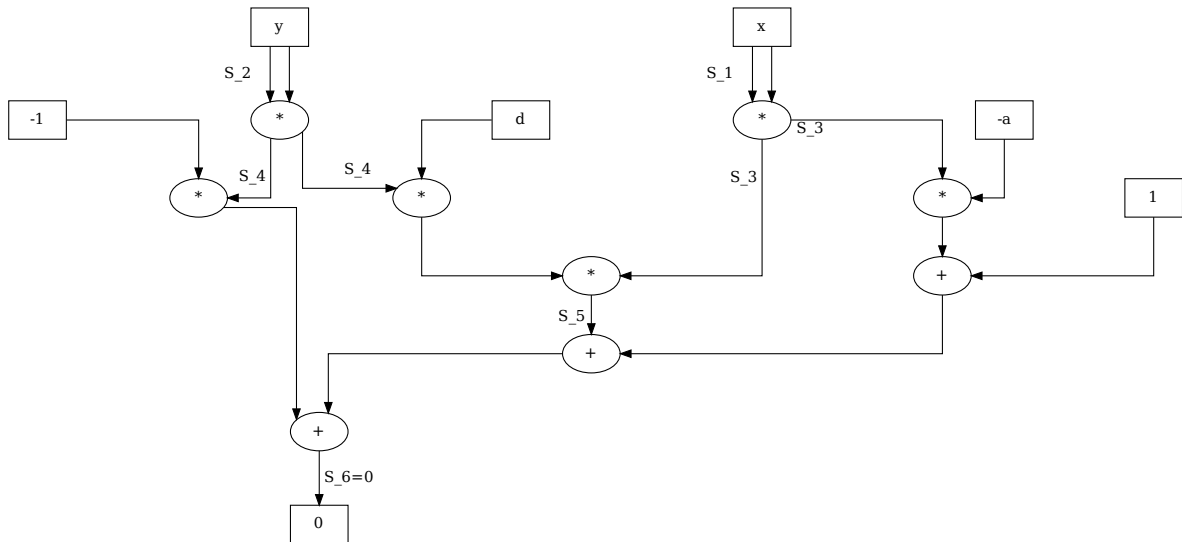 y
x
S_2
S_1
-1
*
d
*
S_3
-a
S_4
S_4
S_3
*
*
*
1
*
+
S_5
+
+
S_6=0
0